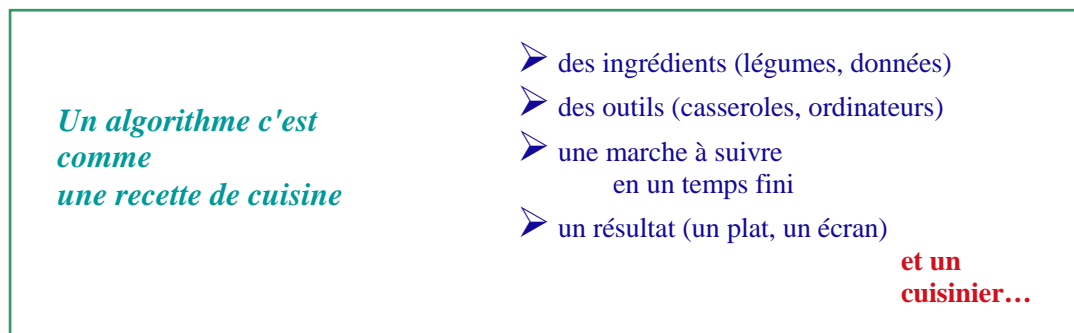 Un algorithme c'est
comme
une recette de cuisine
➢ des ingrédients (légumes, données)
➢ des outils (casseroles, ordinateurs)
➢ une marche à suivre
en un temps fini
➢ un résultat (un plat, un écran)
et un
cuisinier…